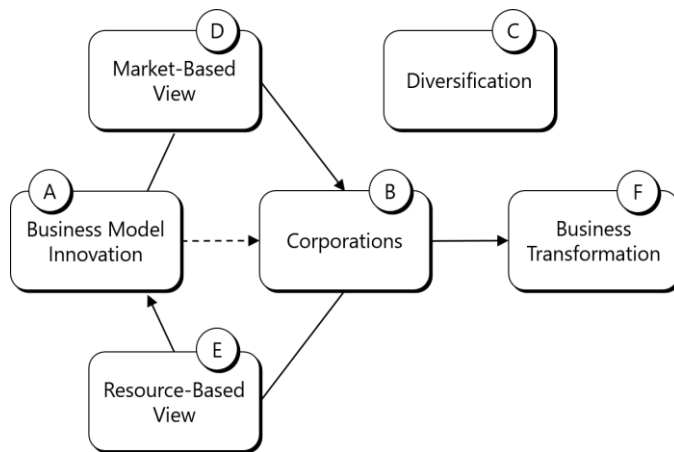 D
Market-Based
View
C
Diversification
A
Business Model
Innovation
B
Corporations
F
Business
Transformation
E
Resource-Based
View